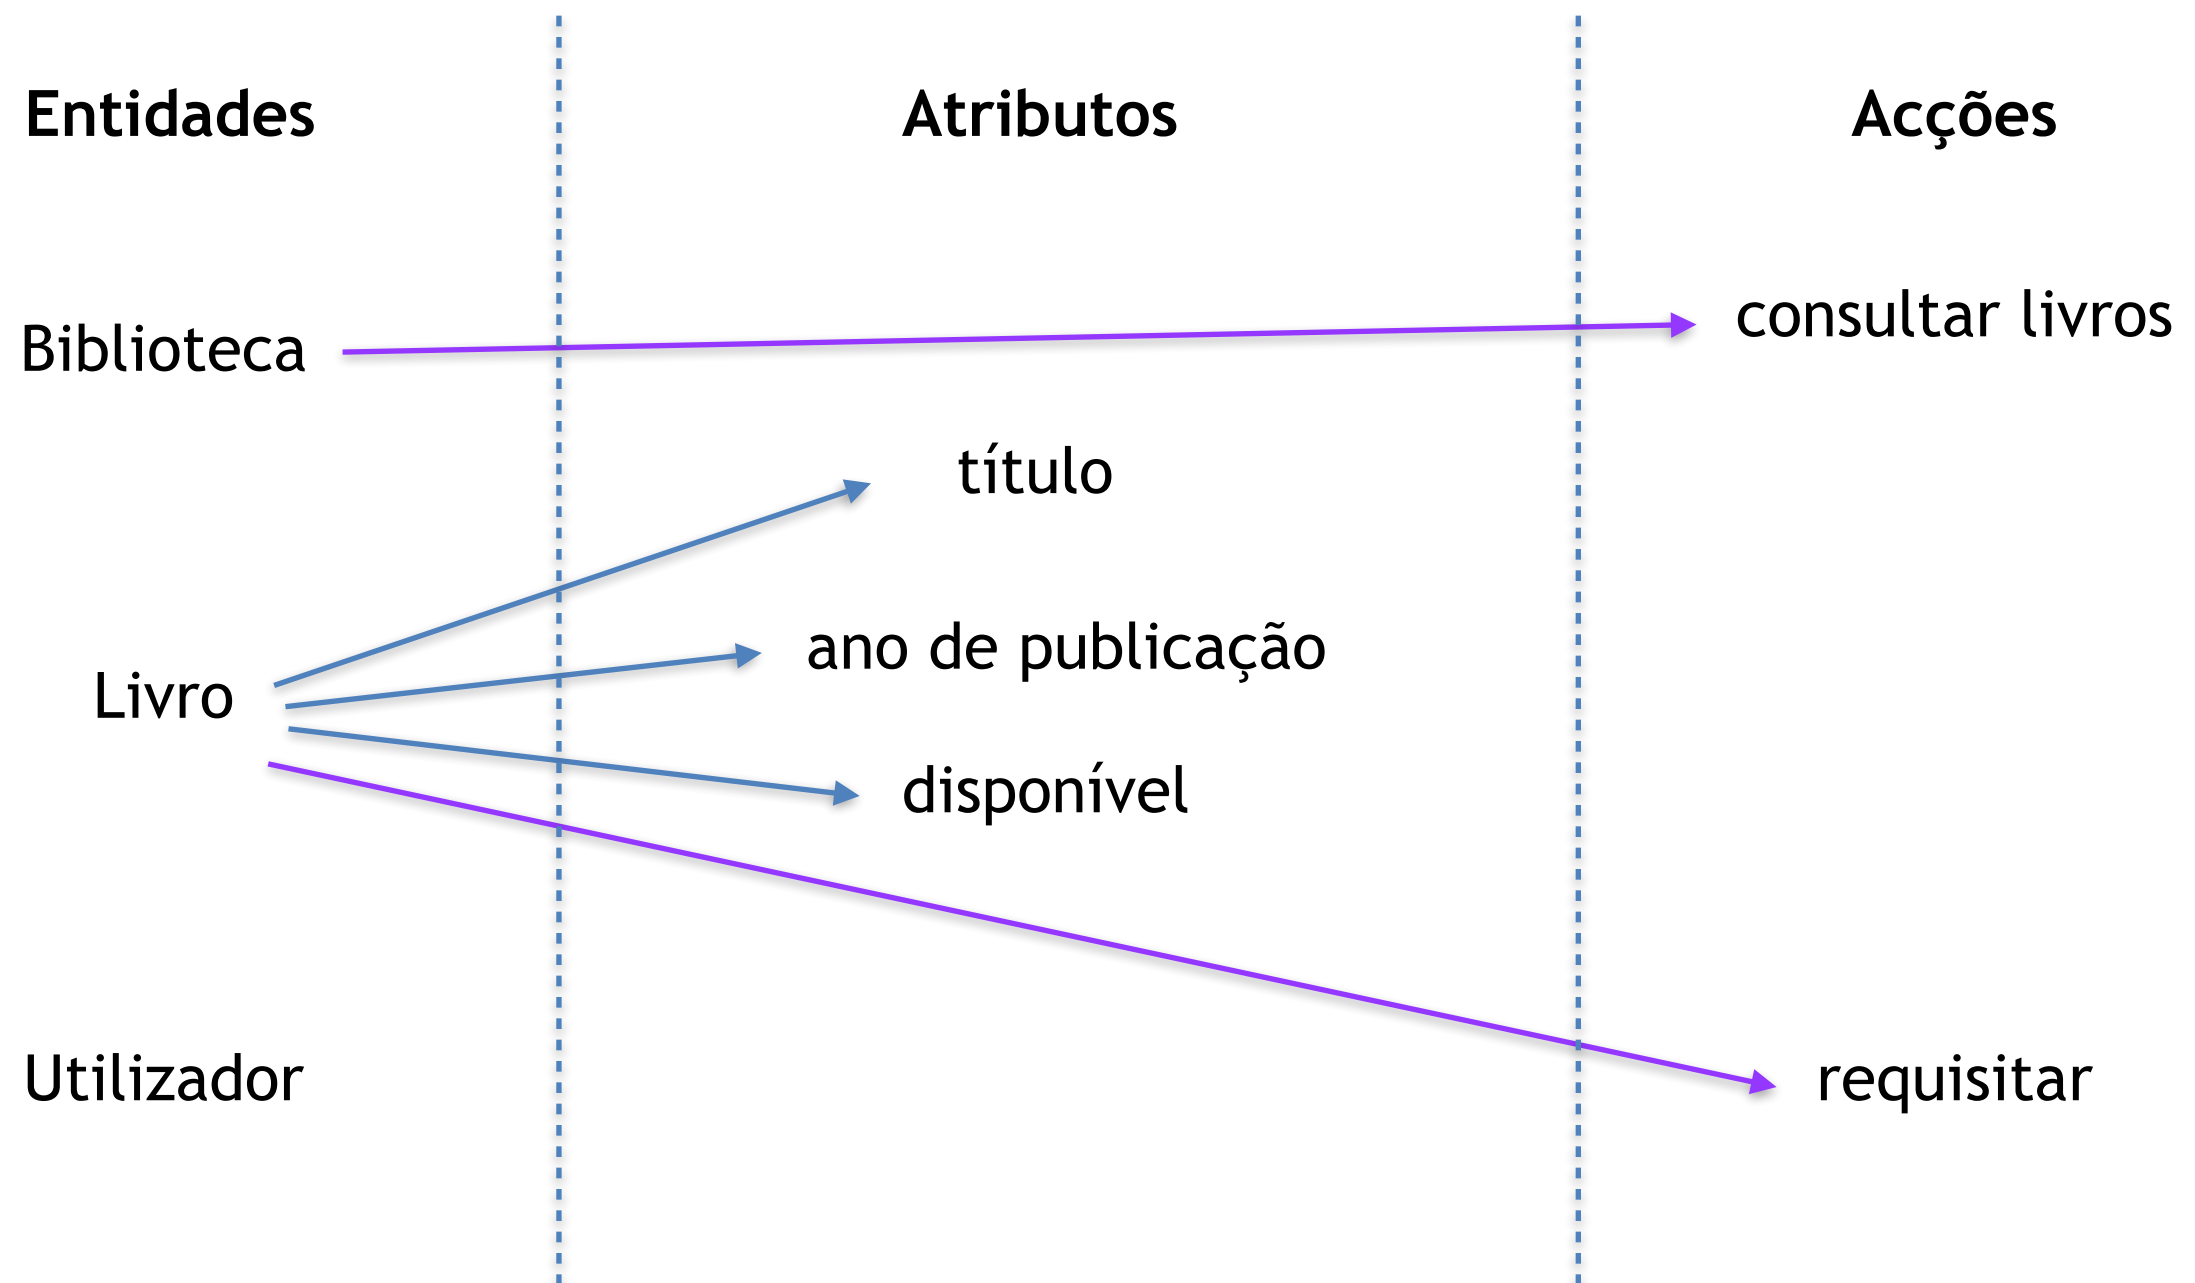 Entidades
Atributos
Acções
Biblioteca
consultar livros
título
ano de publicação
Livro
disponível
Utilizador
requisitar